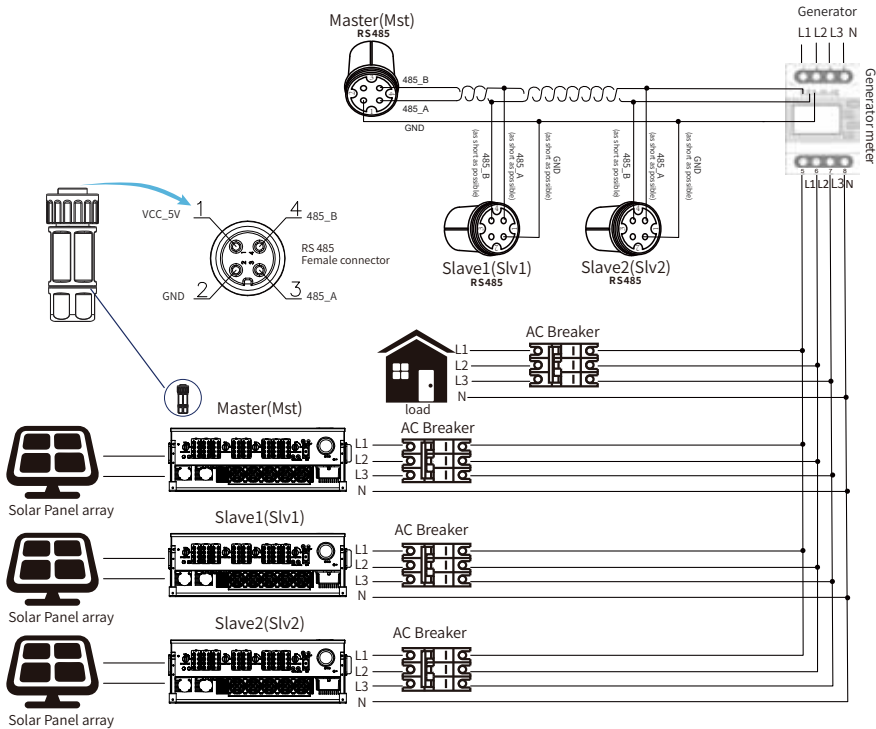 Master(Mst)
RS485
Generator
L1 L2 L3 N
485_B
485_A
GND
Generator meter
485_B
(as short as possible)
485_A
(as short as possible)
GND
(as short as possible)
485_B
(as short as possible)
485_A
(as short as possible)
GND
(as short as possible)
5 6 7 8
L1 L2 L3 N
VCC_5V
1
4
485_B
RS 485
Female connector
GND
2
3
485_A
1 4
2 3
Slave1(Slv1)
RS485
Slave2(Slv2)
RS485
AC Breaker
L1
L2
L3
N
load
Master(Mst)
AC Breaker
L1
L2
L3
N
Solar Panel array
Slave1(Slv1)
AC Breaker
L1
L2
L3
N
Solar Panel array
Slave2(Slv2)
AC Breaker
L1
L2
L3
N
Solar Panel array